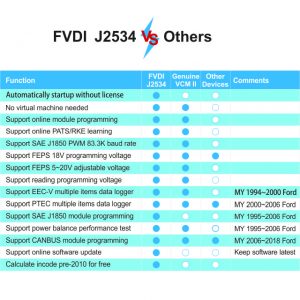 FVDI J2534 VS Others
Function FVDI J2534 Genuine VCM II Other Devices Comments
Automatically startup without license
No virtual machine needed
Support online module programming
Support online PATS/RKE learning
Support SAE J1850 PWM 83.3K baud rate
Support FEPS 18V programming voltage
Support FEPS 5~20V adjustable voltage
Support reading programming voltage
Support EEC-V multiple items data logger MY 1994~2000 Ford
Support PTEC multiple items data logger MY 2000~2006 Ford
Support SAE J1850 module programming MY 1995~2006 Ford
Support power balance performance test MY 1995~2006 Ford
Support CANBUS module programming MY 2006~2018 Ford
Support online software update Keep software latest
Calculate incode pre-2010 for free